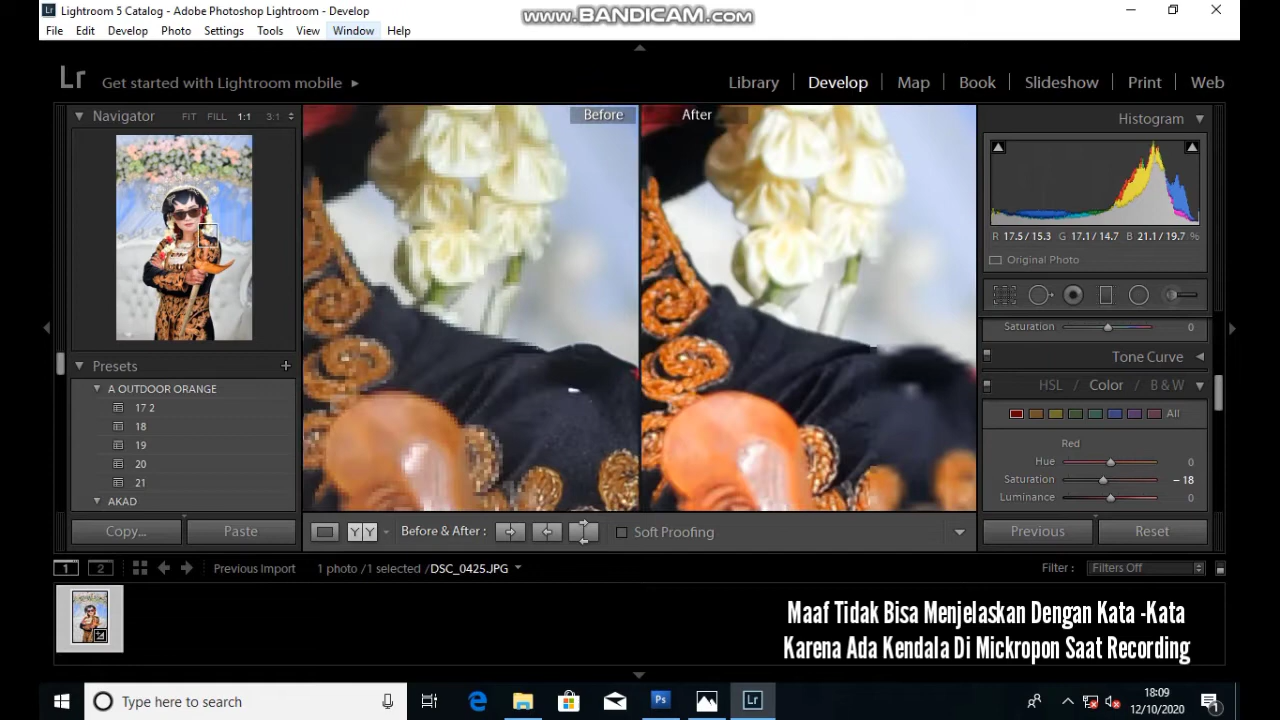 Lightroom 5 Catalog - Adobe Photoshop Lightroom - Develop
www.BANDICAM.com
File Edit Develop Photo Settings Tools View Window Help
Lr Get started with Lightroom mobile
Library Develop Map Book Slideshow Print Web
Navigator FIT FILL 1:1 3:1
Before After
Histogram
R 17.5/15.3 G 17.1/14.7 B 21.1/19.7 %
Original Photo
Saturation 0
Tone Curve
HSL / Color / B & W
All
Red
Hue 0
Saturation - 18
Luminance 0
Presets +
A OUTDOOR ORANGE
17 2
18
19
20
21
AKAD
Copy... Paste
Y Y Before & After : Soft Proofing
Previous Reset
1 2 Previous Import 1 photo /1 selected /DSC_0425.JPG
Filter : Filters Off
Maaf Tidak Bisa Menjelaskan Dengan Kata -Kata
Karena Ada Kendala Di Mickropon Saat Recording
Type here to search
Ps Lr
18:09
12/10/2020
1